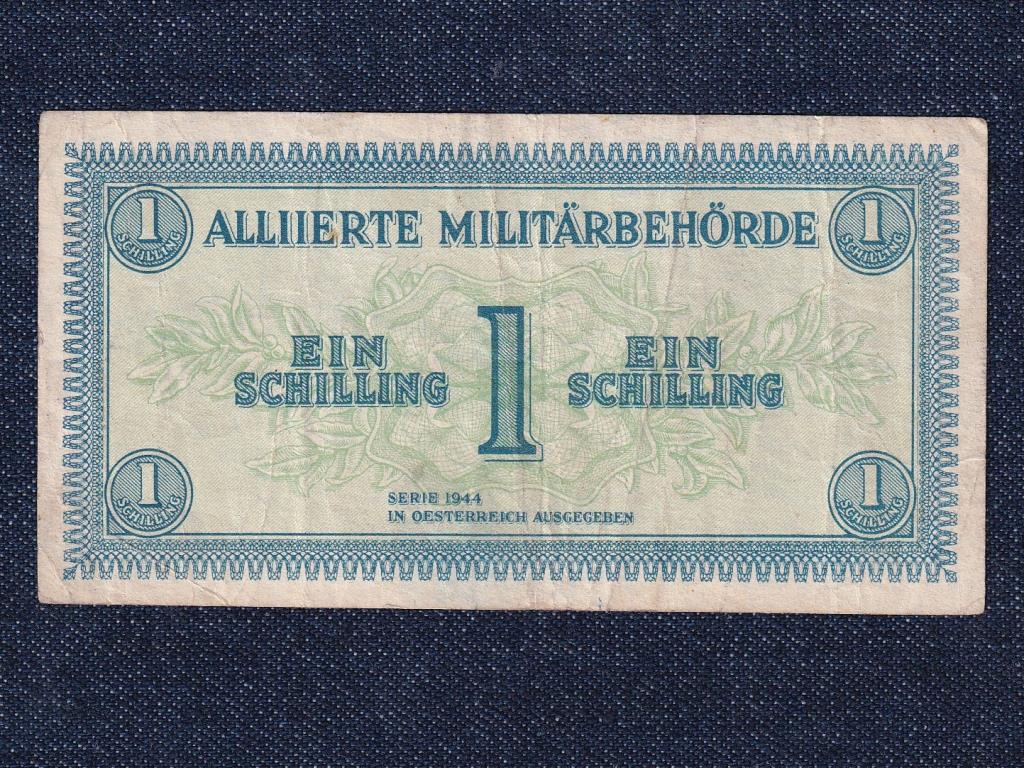 1 SCHILLING
ALLIIERTE MILITÄRBEHÖRDE
1 SCHILLING
EIN SCHILLING
1
EIN SCHILLING
1 SCHILLING
SERIE 1944
IN OESTERREICH AUSGEGEBEN
1 SCHILLING